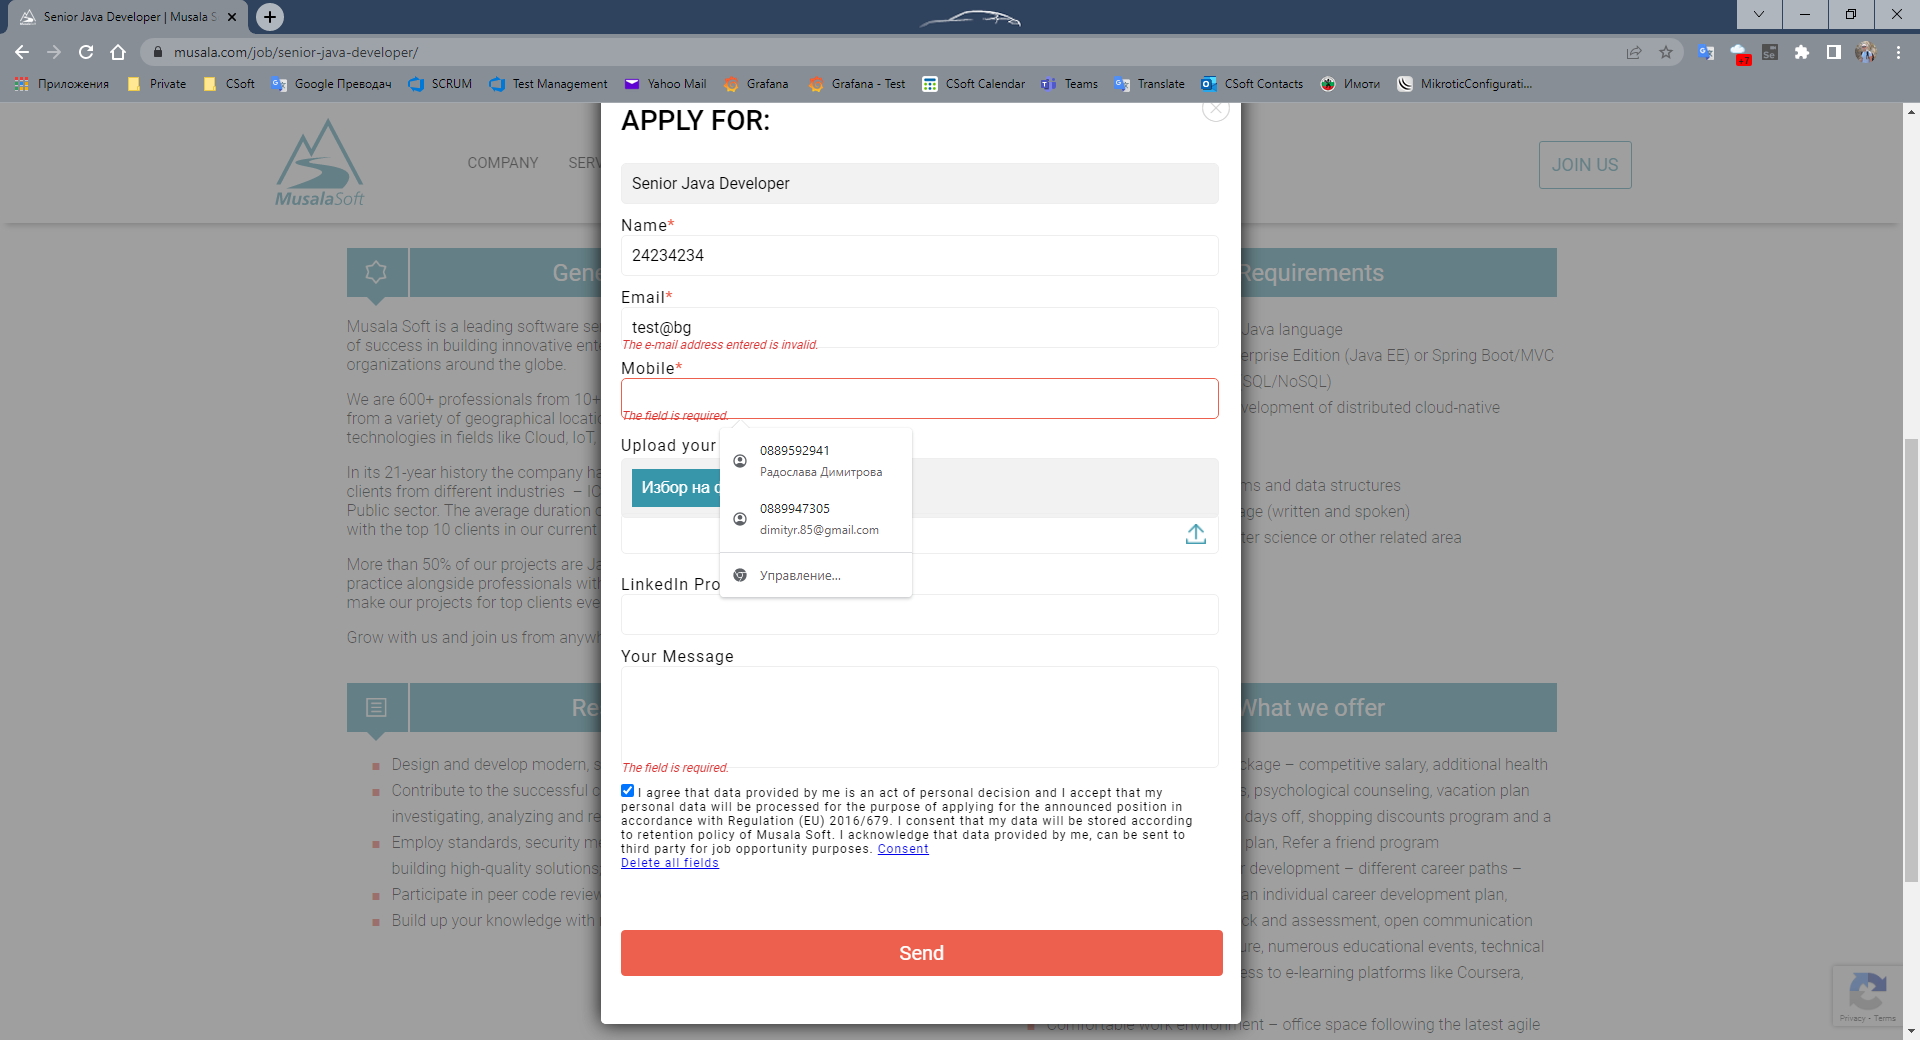 Senior Java Developer | Musala S
musala.com/job/senior-java-developer/
Приложения
Private
CSoft
Google Преводач
SCRUM
Test Management
Yahoo Mail
Grafana
Grafana - Test
CSoft Calendar
Teams
Translate
CSoft Contacts
Имоти
MikroticConfigurati...
MusalaSoft
COMPANY
SERV
JOIN US
APPLY FOR:
Senior Java Developer
Name*
24234234
Email*
test@bg
The e-mail address entered is invalid.
Mobile*
The field is required.
0889592941
Радослава Димитрова
0889947305
dimityr.85@gmail.com
Управление...
Upload your
Избор на
LinkedIn Pro
Your Message
The field is required.
I agree that data provided by me is an act of personal decision and I accept that my
personal data will be processed for the purpose of applying for the announced position in
accordance with Regulation (EU) 2016/679. I consent that my data will be stored according
to retention policy of Musala Soft. I acknowledge that data provided by me, can be sent to
third party for job opportunity purposes. Consent
Delete all fields
Send
Gene
Musala Soft is a leading software se
of success in building innovative ent
organizations around the globe.
We are 600+ professionals from 10+
from a variety of geographical locati
technologies in fields like Cloud, IoT,
In its 21-year history the company ha
clients from different industries – IC
Public sector. The average duration o
with the top 10 clients in our current
More than 50% of our projects are Ja
practice alongside professionals with
make our projects for top clients eve
Grow with us and join us from anywh
Requirements
Java language
erprise Edition (Java EE) or Spring Boot/MVC
SQL/NoSQL)
velopment of distributed cloud-native
ms and data structures
age (written and spoken)
ter science or other related area
Re
Design and develop modern, s
Contribute to the successful c
investigating, analyzing and re
Employ standards, security me
building high-quality solutions,
Participate in peer code review
Build up your knowledge with
What we offer
ckage – competitive salary, additional health
s, psychological counseling, vacation plan
days off, shopping discounts program and a
plan, Refer a friend program
r development – different career paths –
an individual career development plan,
ck and assessment, open communication
ure, numerous educational events, technical
ess to e-learning platforms like Coursera,
Comfortable work environment – office space following the latest agile
Privacy - Terms